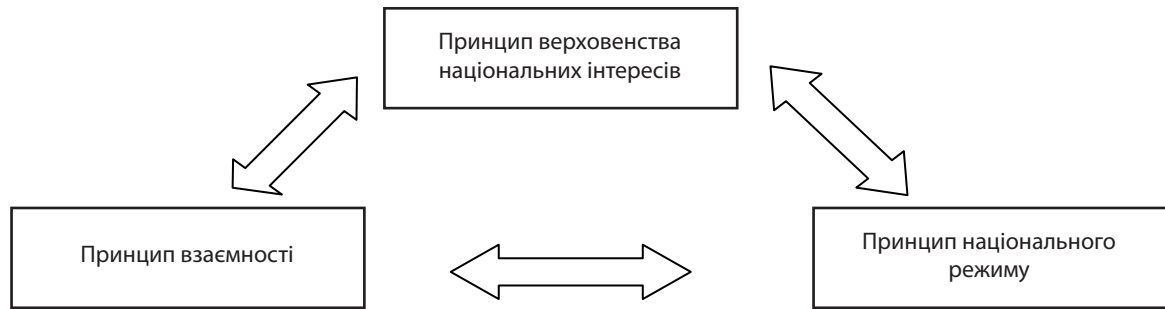 Принцип верховенства
національних інтересів
Принцип взаємності
Принцип національного
режиму